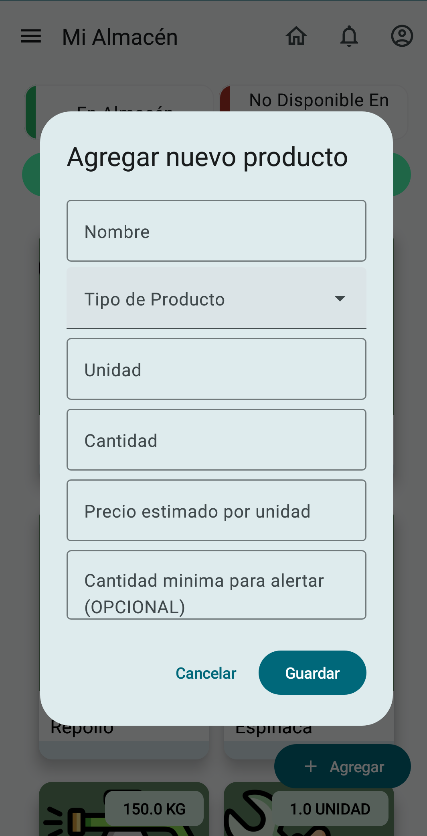 Mi Almacén
En Almacén
No Disponible En
Agregar nuevo producto
Nombre
Tipo de Producto
Unidad
Cantidad
Precio estimado por unidad
Cantidad minima para alertar
(OPCIONAL)
Cancelar
Guardar
Repollo
Espinaca
+ Agregar
150.0 KG
1.0 UNIDAD